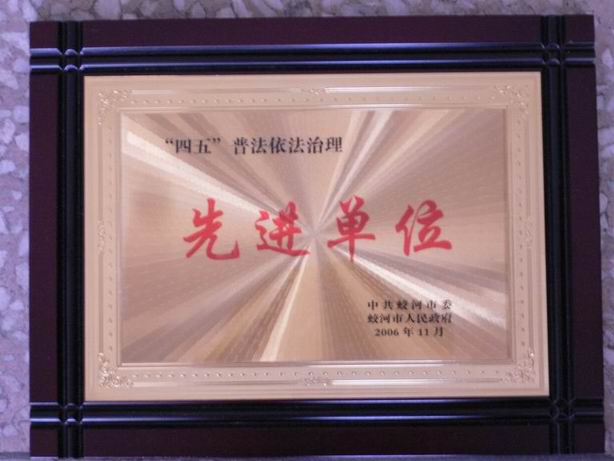 “四五”普法依法治理
先进单位
中共蛟河市委
蛟河市人民政府
2006年11月